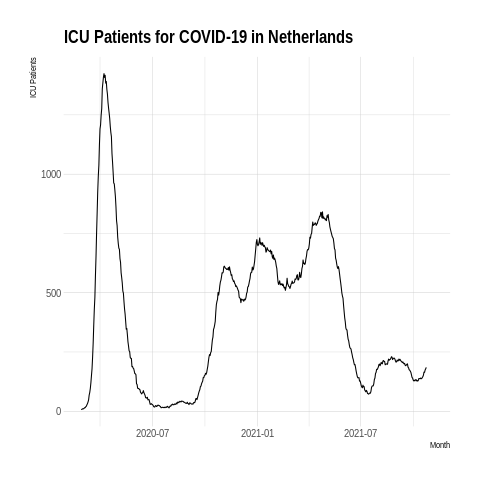 ICU Patients for COVID-19 in Netherlands
ICU Patients
1000
500
0
2020-07
2021-01
2021-07
Month